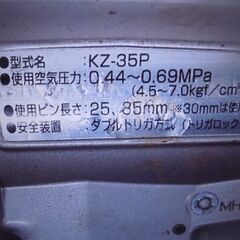 ●型式名 : KZ-35P
●使用空気圧力: 0.44～0.69MPa
(4.5～7.0kgf/cm²
●使用ピン長さ: 25、35mm ※30mmは使
●安全装置 : ダブルトリガ方式(トリガロック
MH